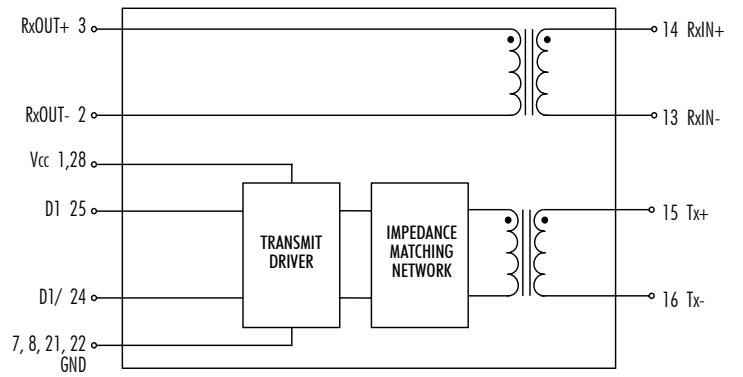 RxOUT+ 3
14 RxIN+
RxOUT- 2
13 RxIN-
Vcc 1,28
D1 25
TRANSMIT
DRIVER
IMPEDANCE
MATCHING
NETWORK
15 Tx+
D1/ 24
16 Tx-
7, 8, 21, 22
GND